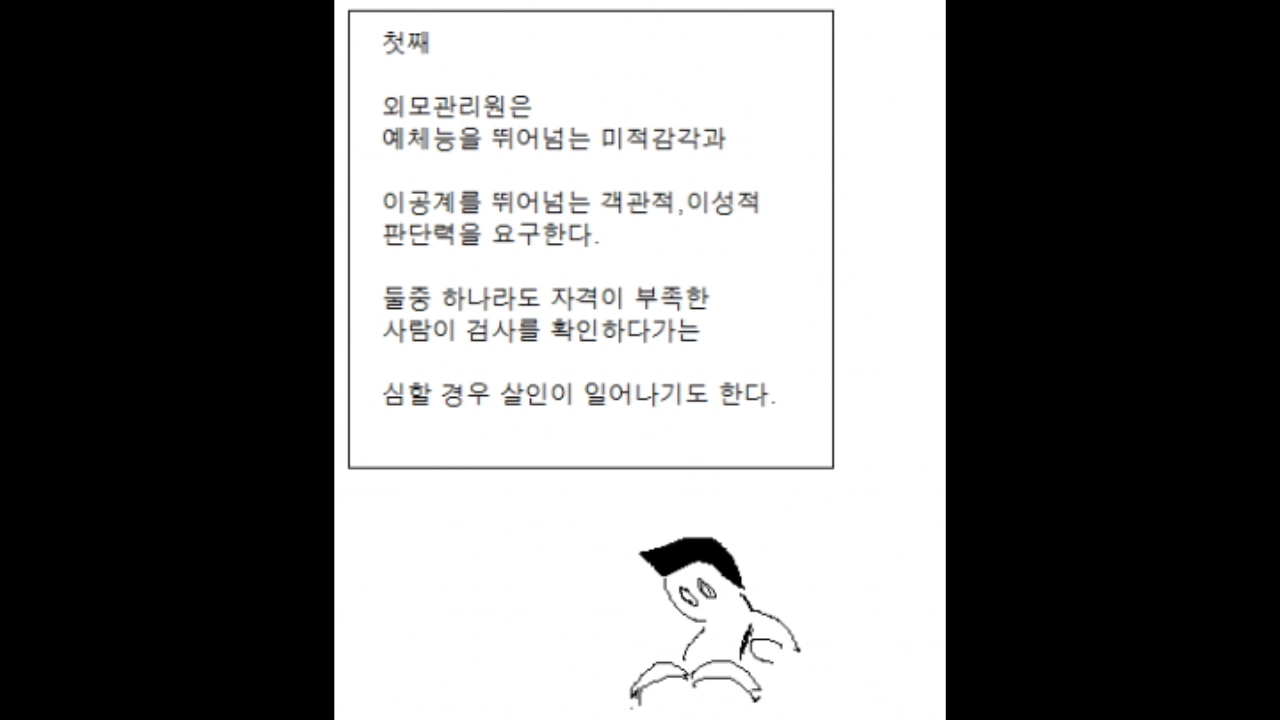 첫째
외모관리원은
예체능을 뛰어넘는 미적감각과
이공계를 뛰어넘는 객관적,이성적
판단력을 요구한다.
둘중 하나라도 자격이 부족한
사람이 검사를 확인하다가는
심할 경우 살인이 일어나기도 한다.